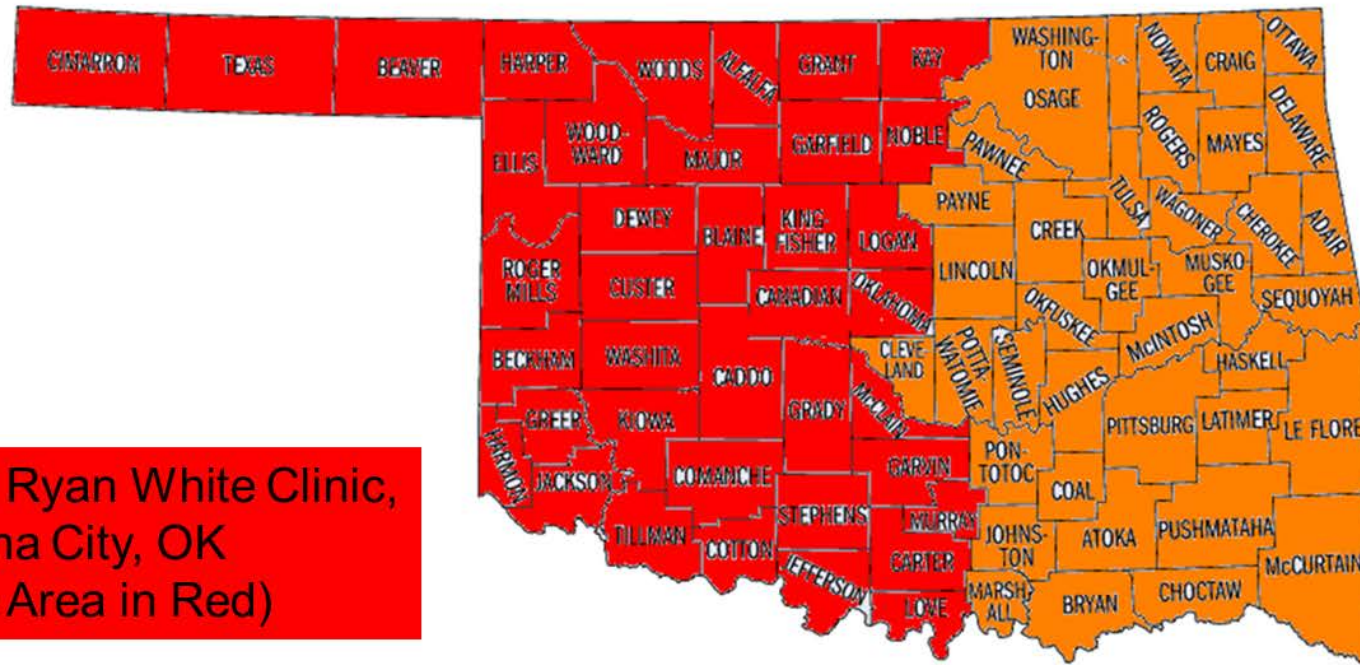 CIMARRON
TEXAS
BEAVER
HARPER
WOODS
ALFALFA
GRANT
KAY
WASHING-
TON
OSAGE
NOWATA
CRAIG
OTTAWA
ELLIS
WOOD-
WARD
MAJOR
GARFIELD
NOBLE
PAWNEE
ROGERS
MAYES
DELAWARE
DEWEY
BLAINE
KING-
FISHER
LOGAN
PAYNE
CREEK
TULSA
WAGONER
CHEROKEE
ADAIR
ROGER
MILLS
CUSTER
CANADIAN
OKLAHOMA
LINCOLN
OKMUL-
GEE
MUSKO-
GEE
SEQUOYAH
OKFUSKEE
McINTOSH
BECKHAM
WASHITA
CADDO
GRADY
McCLAIN
CLEVE-
LAND
POTTA-
WATOMIE
SEMINOLE
HUGHES
HASKELL
PITTSBURG
LATIMER
LE FLORE
GREER
KIOWA
HARMON
JACKSON
COMANCHE
GARVIN
PON-
TOTOC
COAL
TILLMAN
COTTON
STEPHENS
MURRAY
JOHNS-
TON
ATOKA
PUSHMATAHA
McCURTAIN
JEFFERSON
CARTER
LOVE
MARSH-
ALL
BRYAN
CHOCTAW
Ryan White Clinic,
na City, OK
Area in Red)